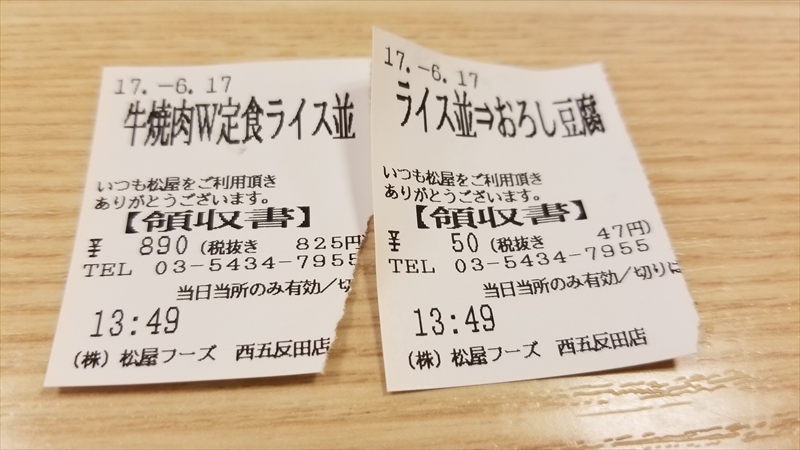 17.-6.17
牛焼肉W定食ライス並
いつも松屋をご利用頂き
ありがとうございます。
【領収書】
¥ 890 (税抜き 825円
TEL 03-5434-7955
当日当所のみ有効/切
13:49
(株) 松屋フーズ 西五反田店
17.-6.17
ライス並⇒おろし豆腐
いつも松屋をご利用頂き
ありがとうございます。
【領収書】
¥ 50 (税抜き 47円)
TEL 03-5434-7955
当日当所のみ有効/切りに
13:49
(株) 松屋フーズ 西五反田店